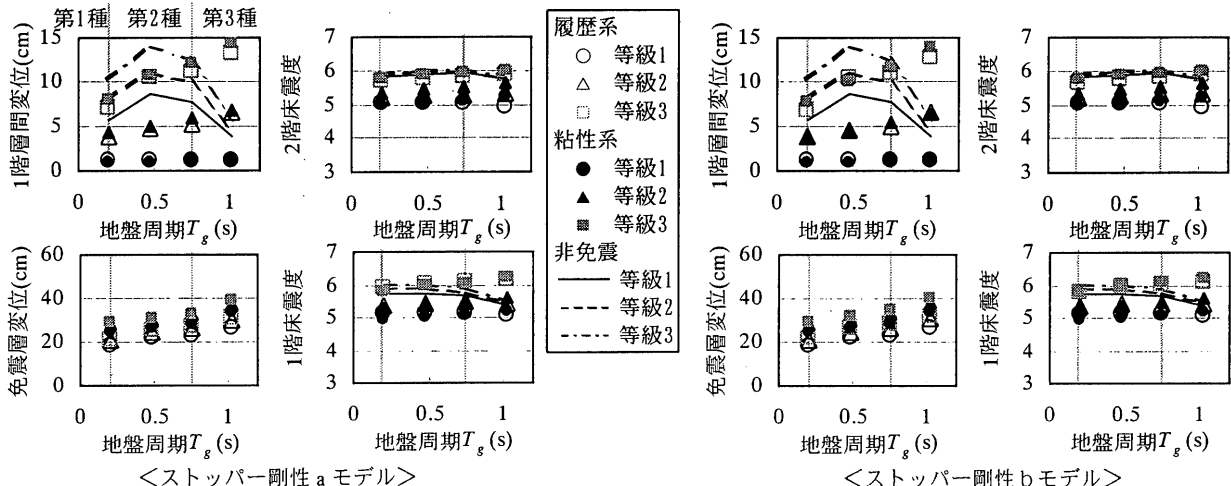 第1種 第2種 第3種
1階層間変位(cm)
15
10
5
0
0 0.5 1
地盤周期Tg (s)
2階床震度
7
6
5
4
3
0 0.5 1
地盤周期Tg (s)
免震層変位(cm)
60
40
20
0
0 0.5 1
地盤周期Tg (s)
1階床震度
7
6
5
4
3
0 0.5 1
地盤周期Tg (s)
<ストッパー剛性 a モデル>
履歴系
等級1
等級2
等級3
粘性系
等級1
等級2
等級3
非免震
等級1
等級2
等級3
1階層間変位(cm)
15
10
5
0
0 0.5 1
地盤周期Tg (s)
2階床震度
7
6
5
4
3
0 0.5 1
地盤周期Tg (s)
免震層変位(cm)
60
40
20
0
0 0.5 1
地盤周期Tg (s)
1階床震度
7
6
5
4
3
0 0.5 1
地盤周期Tg (s)
<ストッパー剛性 b モデル>